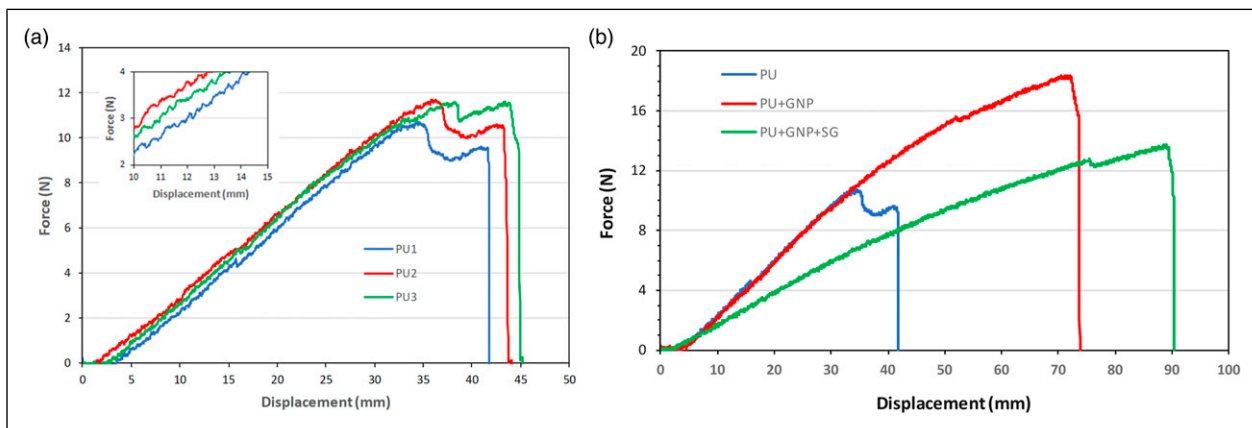 (a)
Force (N)
14
12
10
8
6
4
2
0
0 5 10 15 20 25 30 35 40 45 50
Displacement (mm)
Force (N)
4
3
2
10 11 12 13 14 15
Displacement (mm)
PU1
PU2
PU3
(b)
Force (N)
20
16
12
8
4
0
0 10 20 30 40 50 60 70 80 90 100
Displacement (mm)
PU
PU+GNP
PU+GNP+SG